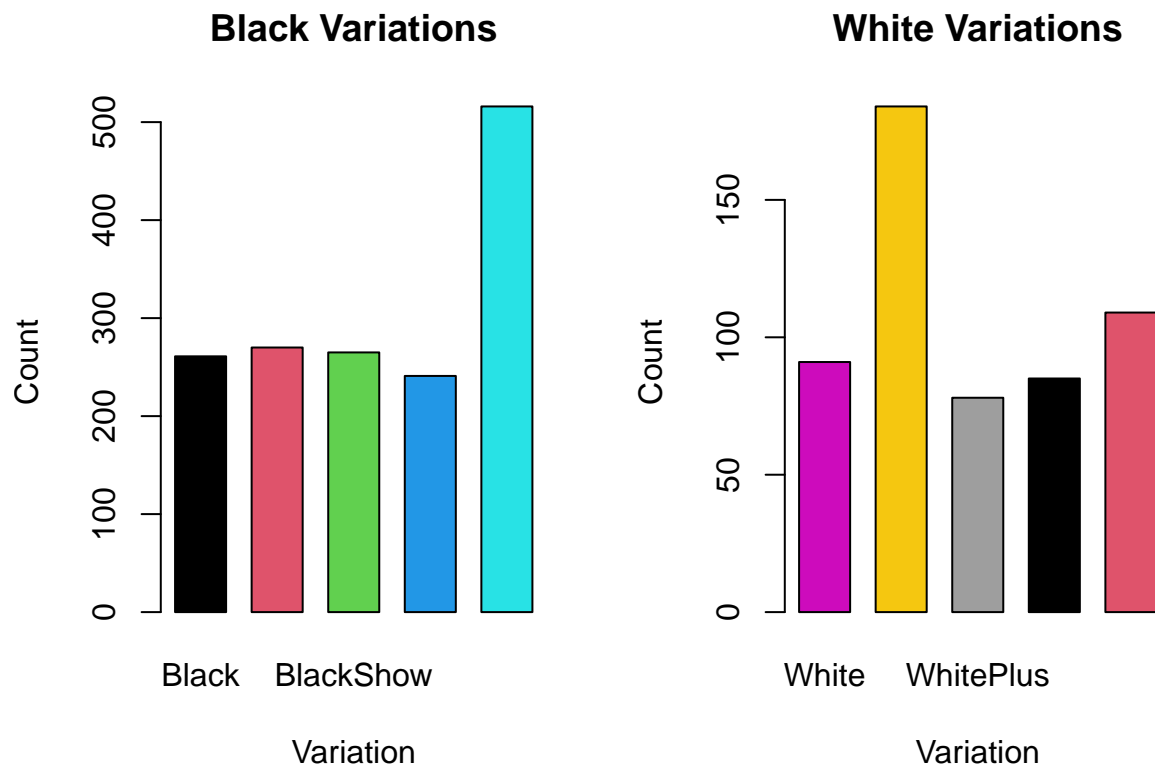 Black Variations
Count
0 100 200 300 400 500
Black BlackShow
Variation
White Variations
Count
0 50 100 150
White WhitePlus
Variation